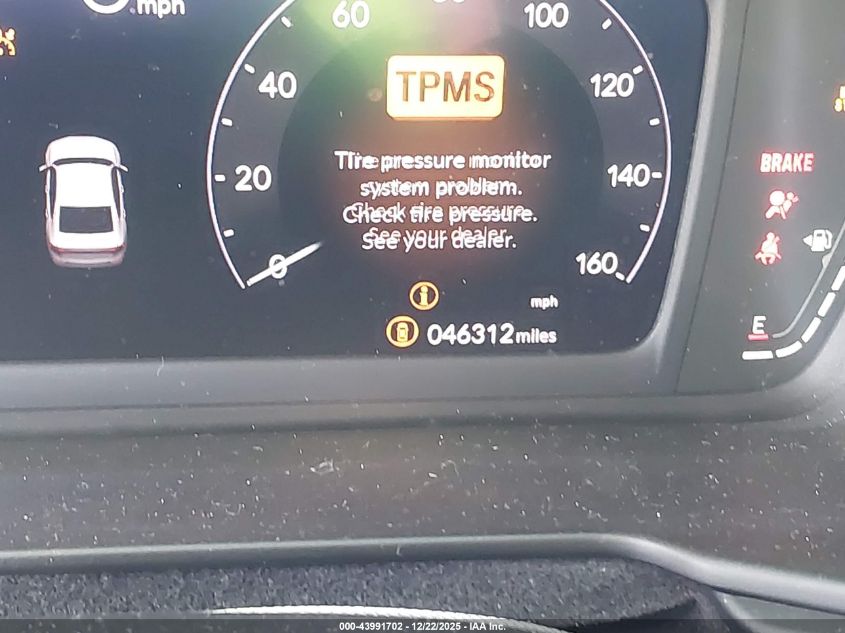 mph
60
100
40
TPMS
120
Tire pressure monitor
system problem.
Check tire pressure.
See your dealer.
20
140
BRAKE
0
160
mph
046312 miles
E
000-43991702 - 12/22/2025 - IAA Inc.